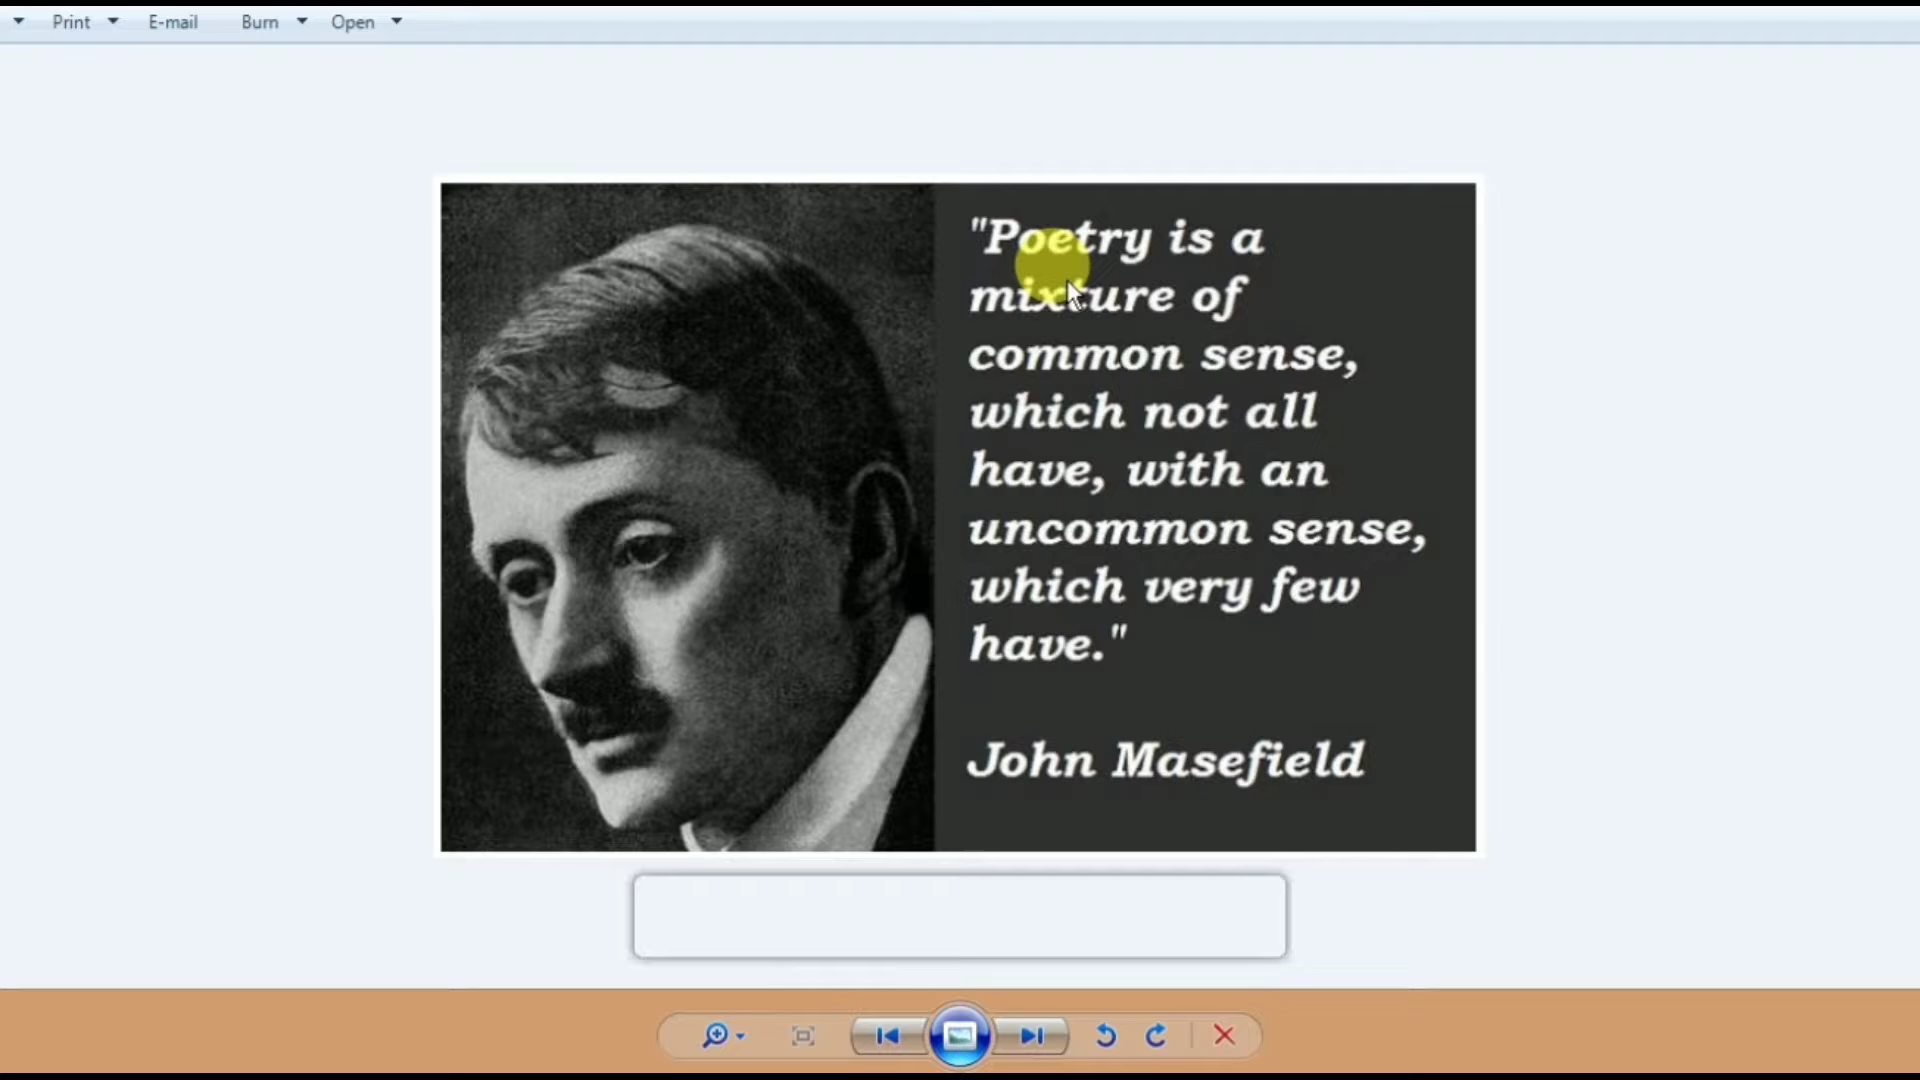 Print E-mail Burn Open
"Poetry is a
mixture of
common sense,
which not all
have, with an
uncommon sense,
which very few
have."
John Masefield